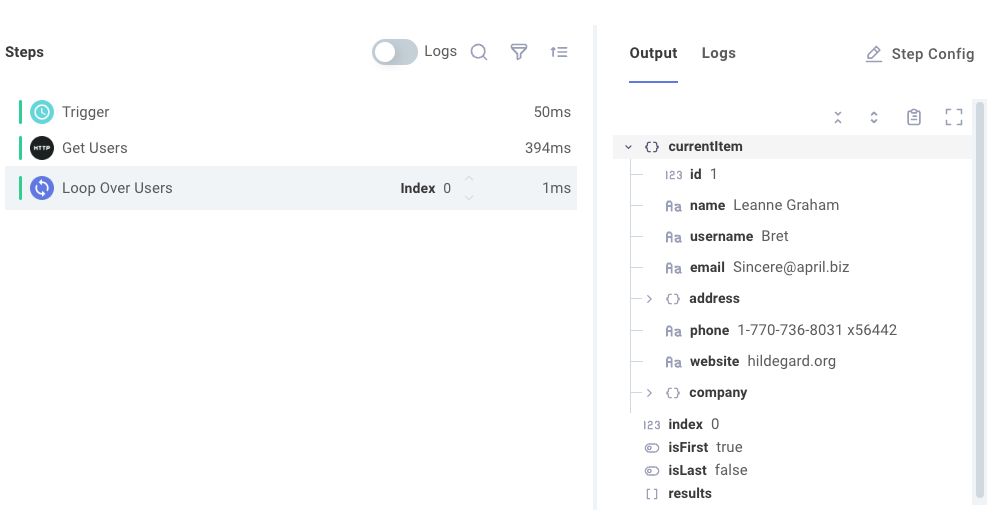 Steps
Logs
Trigger 50ms
HTTP Get Users 394ms
Loop Over Users Index 0 1ms
Output Logs Step Config
{} currentItem
123 id 1
Aa name Leanne Graham
Aa username Bret
Aa email Sincere@april.biz
{} address
Aa phone 1-770-736-8031 x56442
Aa website hildegard.org
{} company
123 index 0
isFirst true
isLast false
[] results